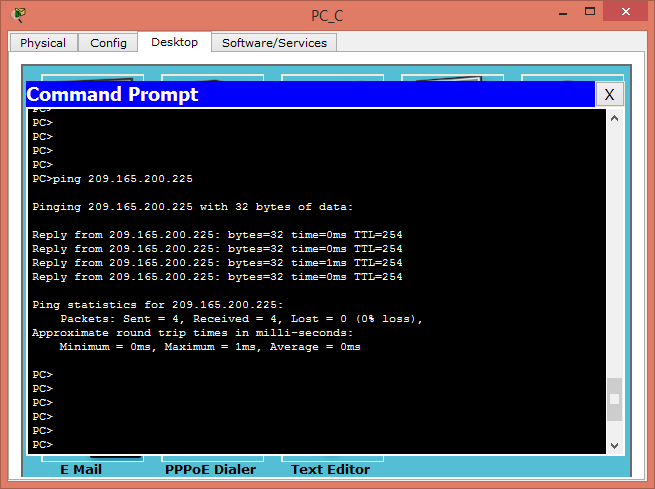 PC_C
Physical Config Desktop Software/Services
Command Prompt X
PC>
PC>
PC>
PC>
PC>
PC>ping 209.165.200.225
Pinging 209.165.200.225 with 32 bytes of data:
Reply from 209.165.200.225: bytes=32 time=0ms TTL=254
Reply from 209.165.200.225: bytes=32 time=0ms TTL=254
Reply from 209.165.200.225: bytes=32 time=1ms TTL=254
Reply from 209.165.200.225: bytes=32 time=0ms TTL=254
Ping statistics for 209.165.200.225:
Packets: Sent = 4, Received = 4, Lost = 0 (0% loss),
Approximate round trip times in milli-seconds:
Minimum = 0ms, Maximum = 1ms, Average = 0ms
PC>
PC>
PC>
PC>
PC>
PC>
E Mail PPPoE Dialer Text Editor